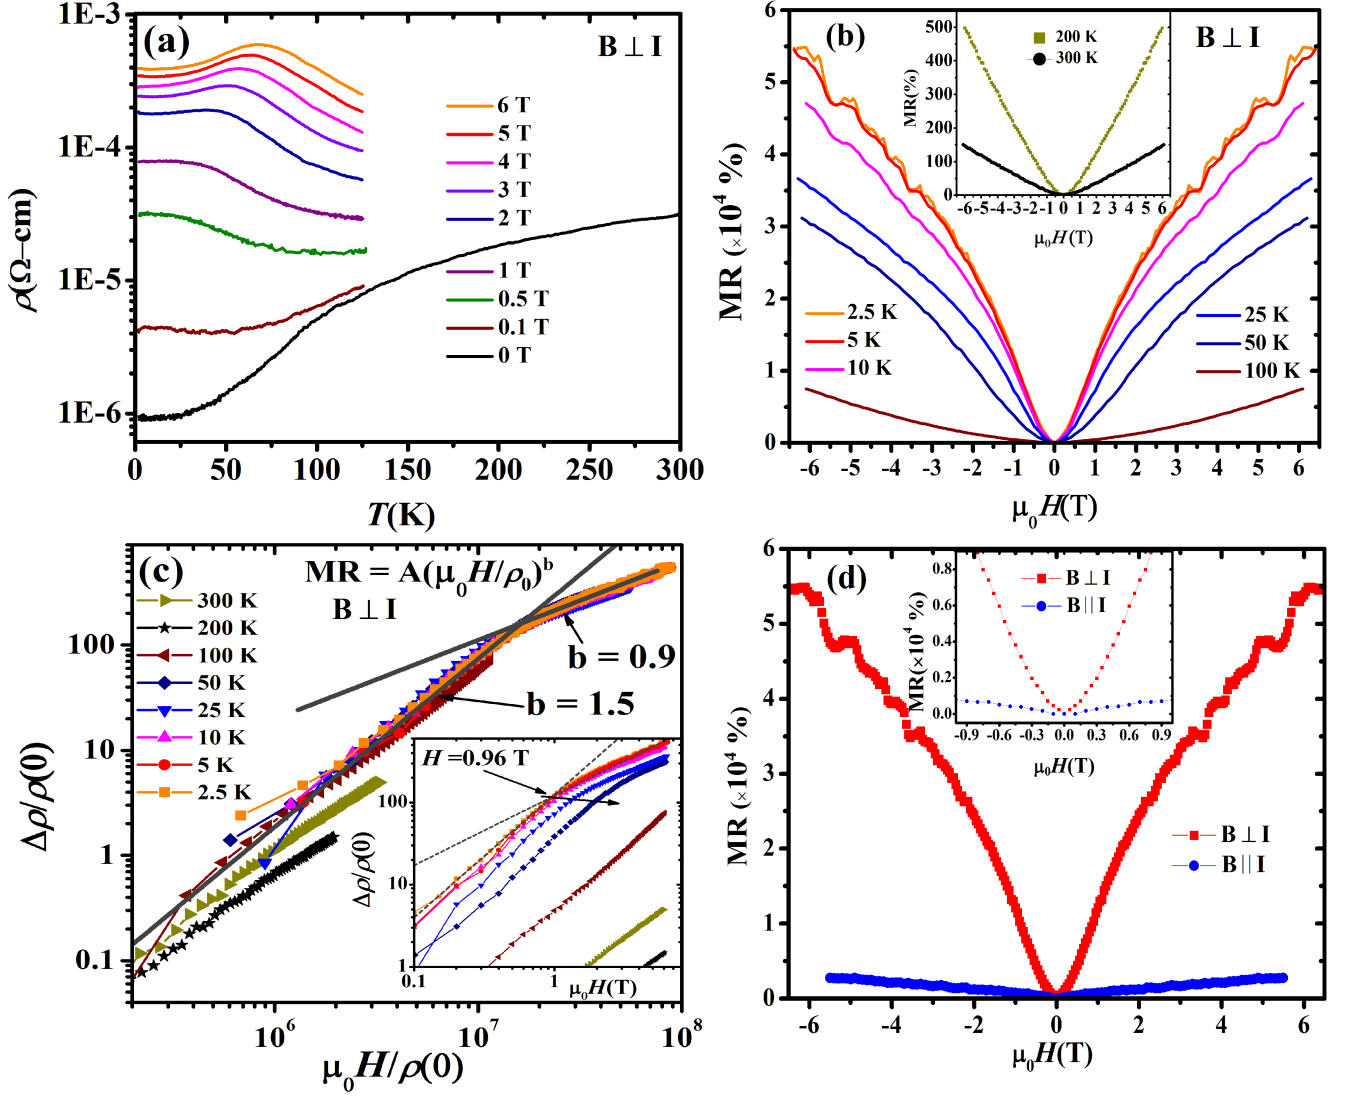 (a)
B ⊥ I
1E-3
1E-4
1E-5
1E-6
ρ(Ω–cm)
6 T
5 T
4 T
3 T
2 T
1 T
0.5 T
0.1 T
0 T
0 50 100 150 200 250 300
T(K)
(b)
B ⊥ I
6
5
4
3
2
1
0
MR (×10⁴ %)
500
400
300
200
100
0
MR(%)
200 K
300 K
-6-5-4-3-2-1 0 1 2 3 4 5 6
μ₀H(T)
2.5 K
5 K
10 K
25 K
50 K
100 K
-6 -5 -4 -3 -2 -1 0 1 2 3 4 5 6
μ₀H(T)
(c)
MR = A(μ₀H/ρ₀)ᵇ
B ⊥ I
300 K
200 K
100 K
50 K
25 K
10 K
5 K
2.5 K
100
10
1
0.1
Δρ/ρ(0)
b = 0.9
b = 1.5
H =0.96 T
100
10
1
Δρ/ρ(0)
0.1 1
μ₀H(T)
10⁶ 10⁷ 10⁸
μ₀H/ρ(0)
(d)
6
5
4
3
2
1
0
MR (×10⁴ %)
B ⊥ I
B || I
0.8
0.6
0.4
0.2
0.0
MR(×10⁴ %)
-0.9 -0.6 -0.3 0.0 0.3 0.6 0.9
μ₀H(T)
B ⊥ I
B || I
-6 -4 -2 0 2 4 6
μ₀H(T)